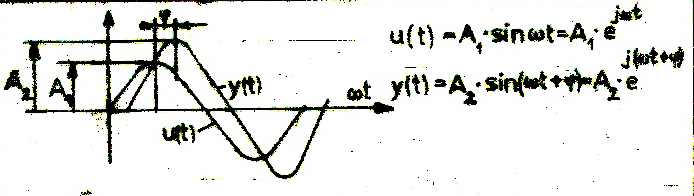 φ
u(t) = A₁·sinωt = A₁·e^jωt
A₂
A₁
y(t)
ωt
y(t) = A₂·sin(ωt+φ) = A₂·e^j(ωt+φ)
u(t)